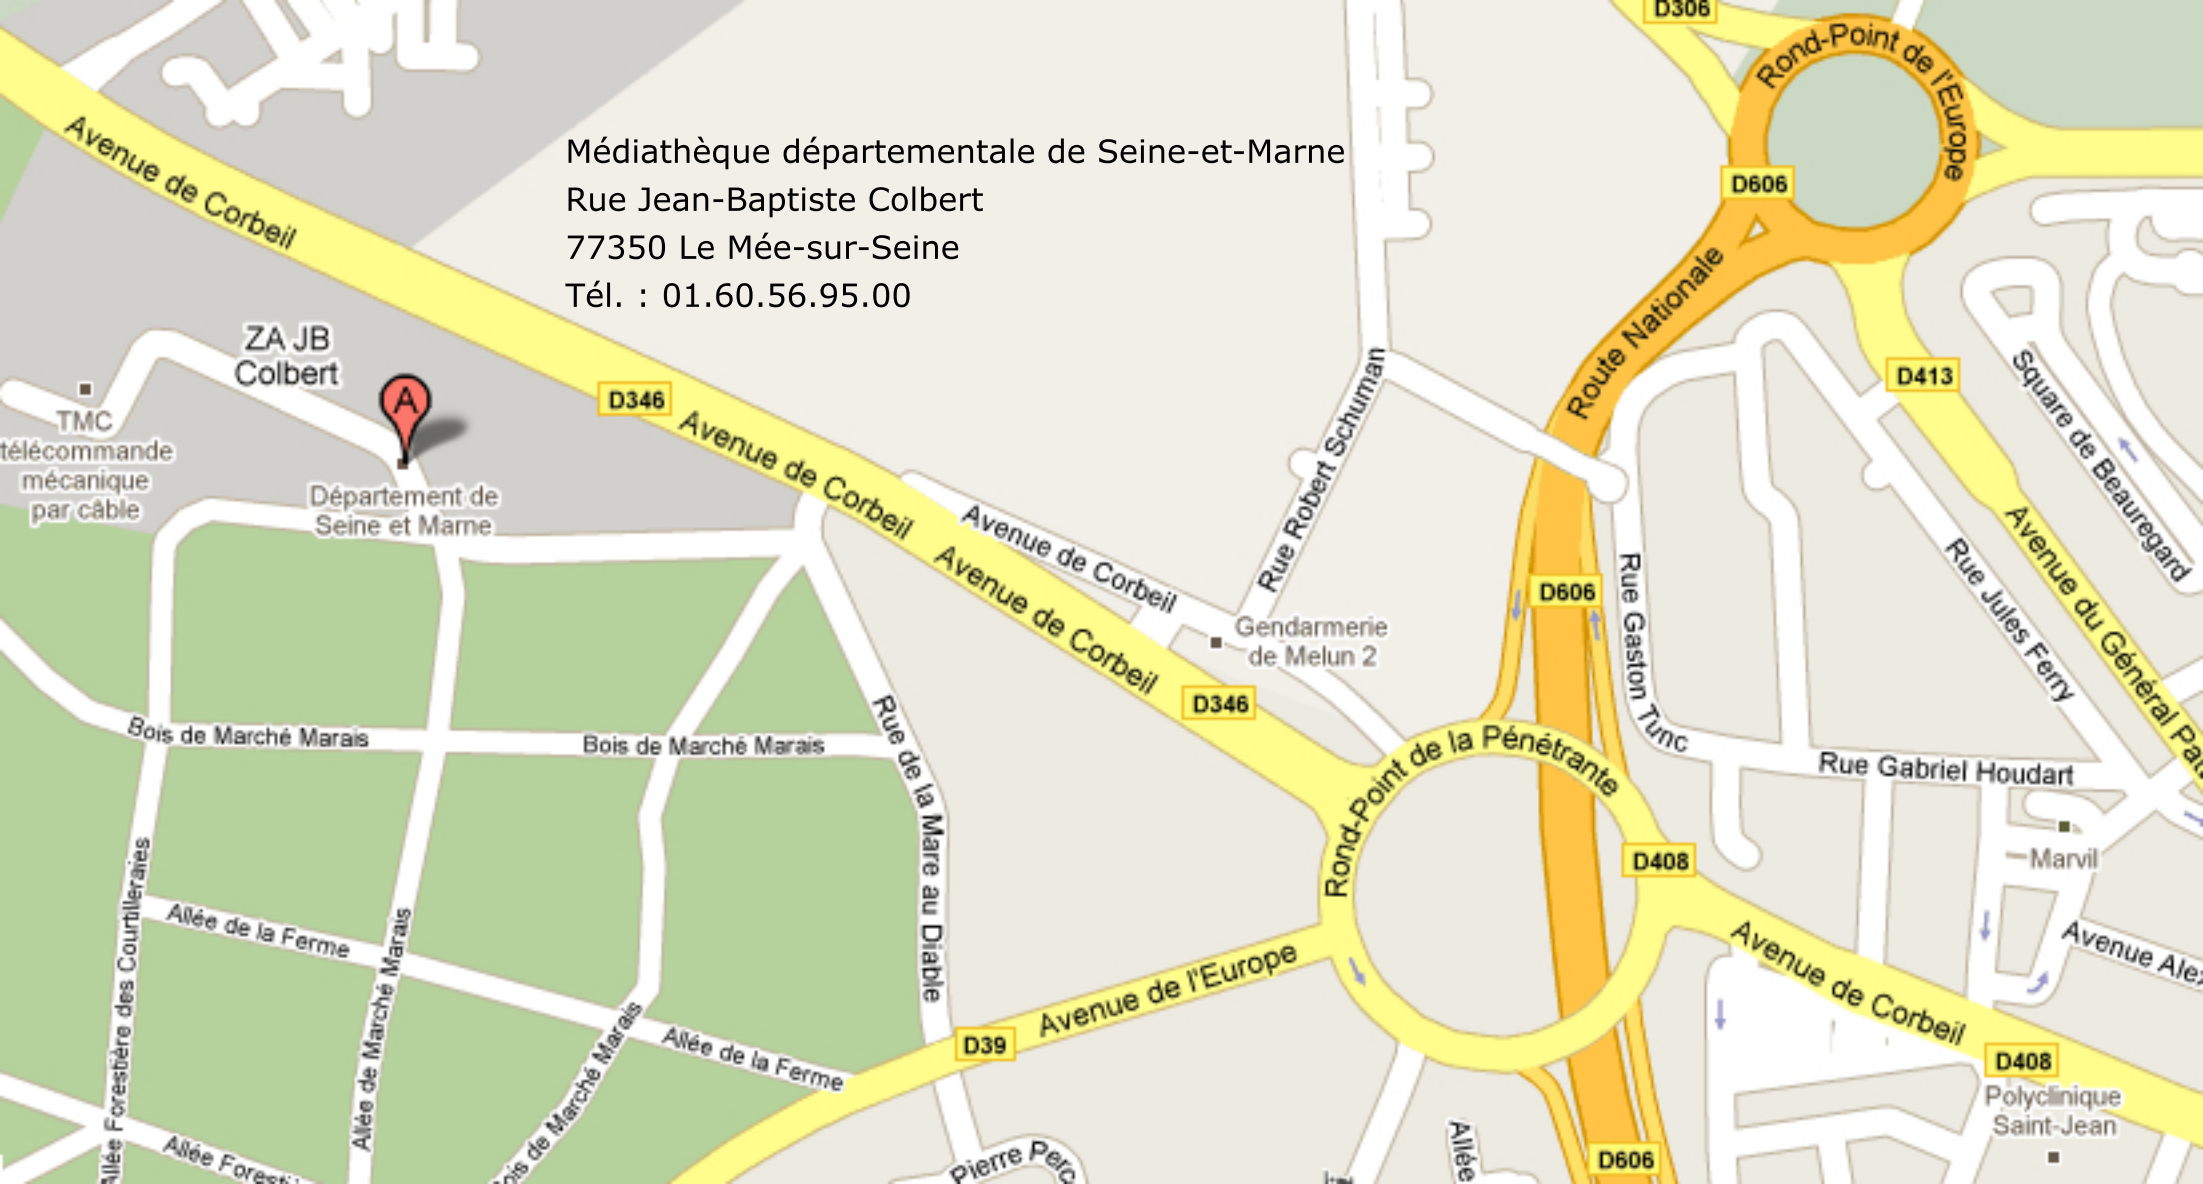 D306
Rond-Point de l'Europe
D606
Avenue de Corbeil
Médiathèque départementale de Seine-et-Marne
Rue Jean-Baptiste Colbert
77350 Le Mée-sur-Seine
Tél. : 01.60.56.95.00
Route Nationale
ZA JB
Colbert
A
D346
D413
TMC
télécommande
mécanique
par câble
Département de
Seine et Marne
Avenue de Corbeil
Avenue de Corbeil
Rue Robert Schuman
Square de Beauregard
Avenue de Corbeil
D606
Rue Gaston Tunc
Rue Jules Ferry
Avenue du Général
Gendarmerie
de Melun 2
D346
Bois de Marché Marais
Bois de Marché Marais
Rue de la Mare au Diable
Rond-Point de la Pénétrante
Rue Gabriel Houdart
D408
Marvil
Allée Forestière des Courtilleraies
Allée de la Ferme
Allée de Marché Marais
Avenue de l'Europe
Avenue de Corbeil
Avenue
D39
Allée de la Ferme
Bois de Marché Marais
D408
Polyclinique
Saint-Jean
Allée
Allée
Pierre
D606